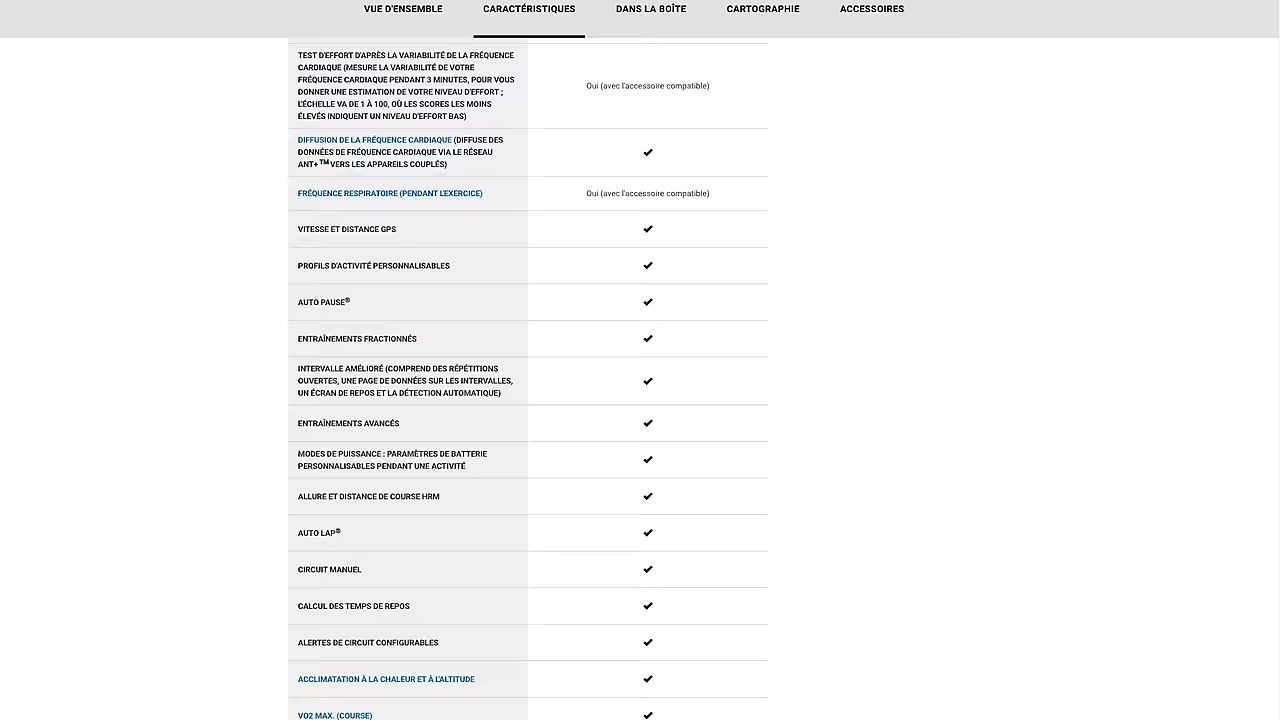 VUE D'ENSEMBLE CARACTÉRISTIQUES DANS LA BOÎTE CARTOGRAPHIE ACCESSOIRES
TEST D'EFFORT D'APRÈS LA VARIABILITÉ DE LA FRÉQUENCE
CARDIAQUE (MESURE LA VARIABILITÉ DE VOTRE
FRÉQUENCE CARDIAQUE PENDANT 3 MINUTES, POUR VOUS
DONNER UNE ESTIMATION DE VOTRE NIVEAU D'EFFORT ;
L'ÉCHELLE VA DE 1 À 100, OÙ LES SCORES LES MOINS
ÉLEVÉS INDIQUENT UN NIVEAU D'EFFORT BAS)
Oui (avec l'accessoire compatible)
DIFFUSION DE LA FRÉQUENCE CARDIAQUE (DIFFUSE DES
DONNÉES DE FRÉQUENCE CARDIAQUE VIA LE RÉSEAU
ANT+™ VERS LES APPAREILS COUPLÉS)
✔
FRÉQUENCE RESPIRATOIRE (PENDANT L'EXERCICE) Oui (avec l'accessoire compatible)
VITESSE ET DISTANCE GPS ✔
PROFILS D'ACTIVITÉ PERSONNALISABLES ✔
AUTO PAUSE® ✔
ENTRAÎNEMENTS FRACTIONNÉS ✔
INTERVALLE AMÉLIORÉ (COMPREND DES RÉPÉTITIONS
OUVERTES, UNE PAGE DE DONNÉES SUR LES INTERVALLES,
UN ÉCRAN DE REPOS ET LA DÉTECTION AUTOMATIQUE)
✔
ENTRAÎNEMENTS AVANCÉS ✔
MODES DE PUISSANCE : PARAMÈTRES DE BATTERIE
PERSONNALISABLES PENDANT UNE ACTIVITÉ
✔
ALLURE ET DISTANCE DE COURSE HRM ✔
AUTO LAP® ✔
CIRCUIT MANUEL ✔
CALCUL DES TEMPS DE REPOS ✔
ALERTES DE CIRCUIT CONFIGURABLES ✔
ACCLIMATATION À LA CHALEUR ET À L'ALTITUDE ✔
VO2 MAX. (COURSE) ✔